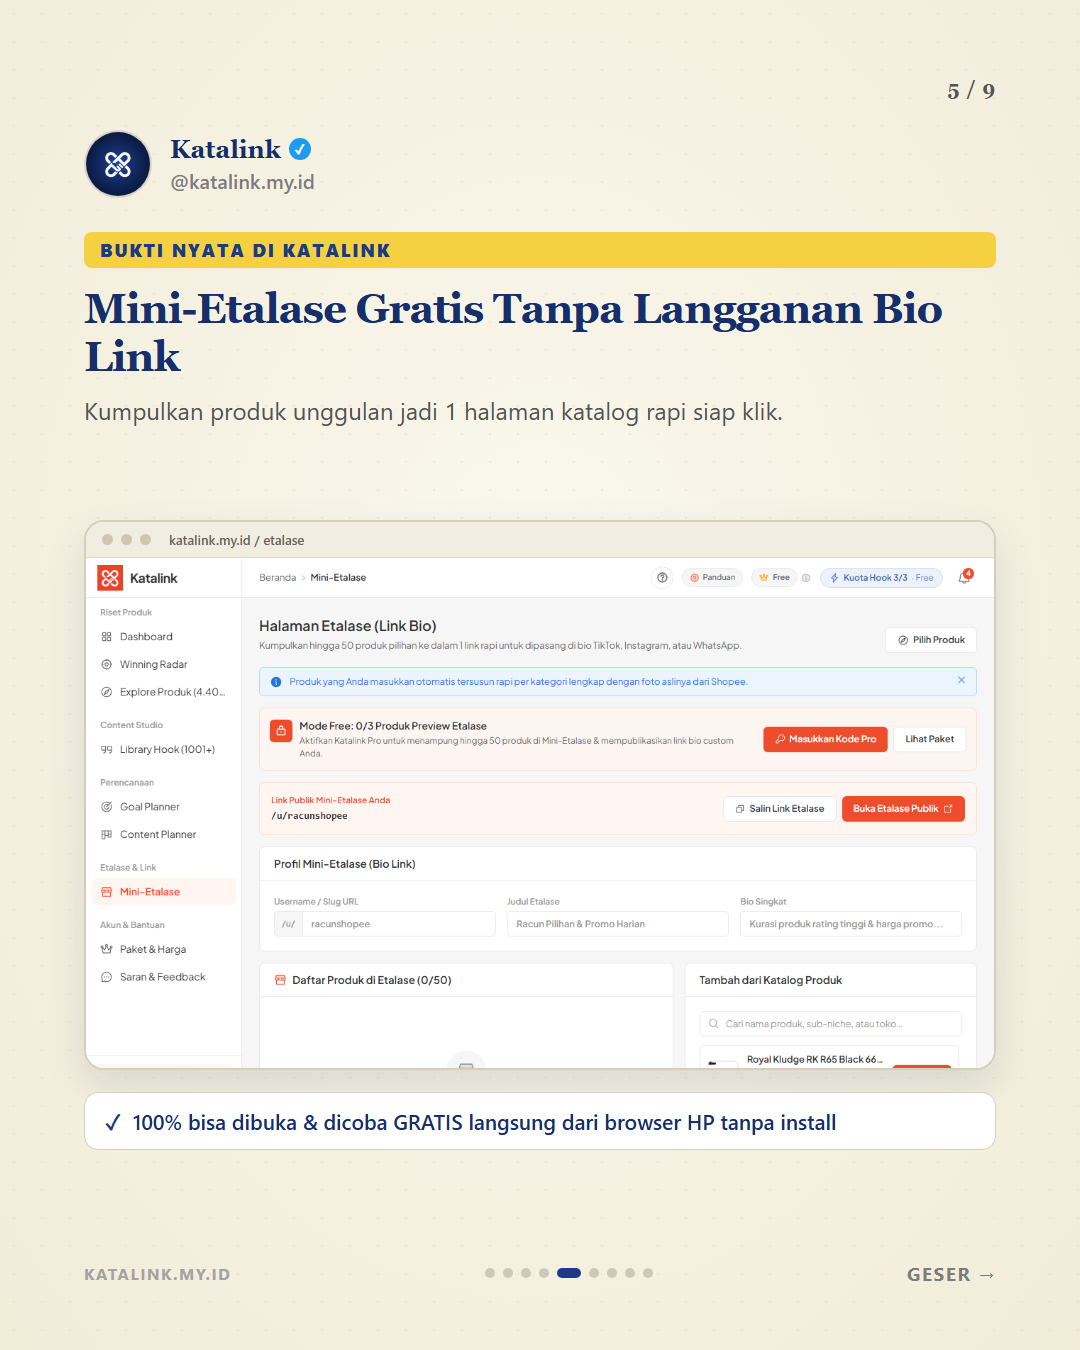 5 / 9
Katalink
@katalink.my.id
BUKTI NYATA DI KATALINK
Mini-Etalase Gratis Tanpa Langganan Bio
Link
Kumpulkan produk unggulan jadi 1 halaman katalog rapi siap klik.
katalink.my.id / etalase
Katalink
Beranda › Mini-Etalase
Panduan
Free
Kuota Hook 3/3 · Free
4
Riset Produk
Dashboard
Winning Radar
Explore Produk (4.40...
Content Studio
Library Hook (1001+)
Perencanaan
Goal Planner
Content Planner
Etalase & Link
Mini-Etalase
Akun & Bantuan
Paket & Harga
Saran & Feedback
Halaman Etalase (Link Bio)
Kumpulkan hingga 50 produk pilihan ke dalam 1 link rapi untuk dipasang di bio TikTok, Instagram, atau WhatsApp.
Pilih Produk
Produk yang Anda masukkan otomatis tersusun rapi per kategori lengkap dengan foto aslinya dari Shopee.
Mode Free: 0/3 Produk Preview Etalase
Aktifkan Katalink Pro untuk menampung hingga 50 produk di Mini-Etalase & mempublikasikan link bio custom
Anda.
Masukkan Kode Pro
Lihat Paket
Link Publik Mini-Etalase Anda
/u/racunshopee
Salin Link Etalase
Buka Etalase Publik
Profil Mini-Etalase (Bio Link)
Username / Slug URL
/u/ racunshopee
Judul Etalase
Racun Pilihan & Promo Harian
Bio Singkat
Kurasi produk rating tinggi & harga promo...
Daftar Produk di Etalase (0/50)
Tambah dari Katalog Produk
Cari nama produk, sub-niche, atau toko...
Royal Kludge RK R65 Black 66...
✓ 100% bisa dibuka & dicoba GRATIS langsung dari browser HP tanpa install
KATALINK.MY.ID
GESER →